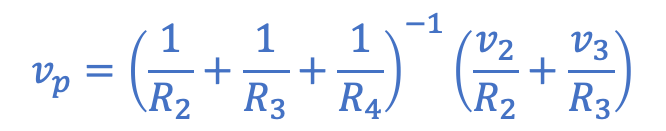 v_p = (1/R_2 + 1/R_3 + 1/R_4)^{-1} (v_2/R_2 + v_3/R_3)